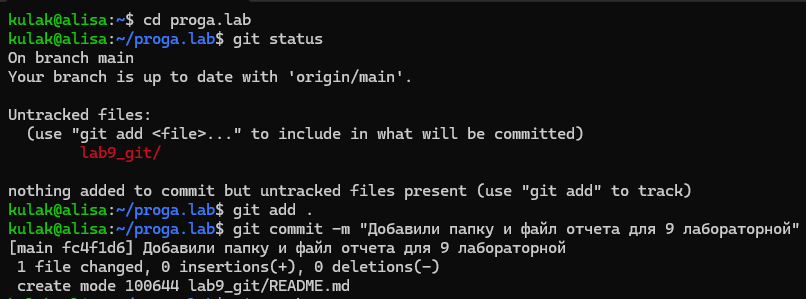 kulak@alisa:~$ cd proga.lab
kulak@alisa:~/proga.lab$ git status
On branch main
Your branch is up to date with 'origin/main'.
Untracked files:
(use "git add <file>..." to include in what will be committed)
lab9_git/
nothing added to commit but untracked files present (use "git add" to track)
kulak@alisa:~/proga.lab$ git add .
kulak@alisa:~/proga.lab$ git commit -m "Добавили папку и файл отчета для 9 лабораторной"
[main fc4f1d6] Добавили папку и файл отчета для 9 лабораторной
1 file changed, 0 insertions(+), 0 deletions(-)
create mode 100644 lab9_git/README.md